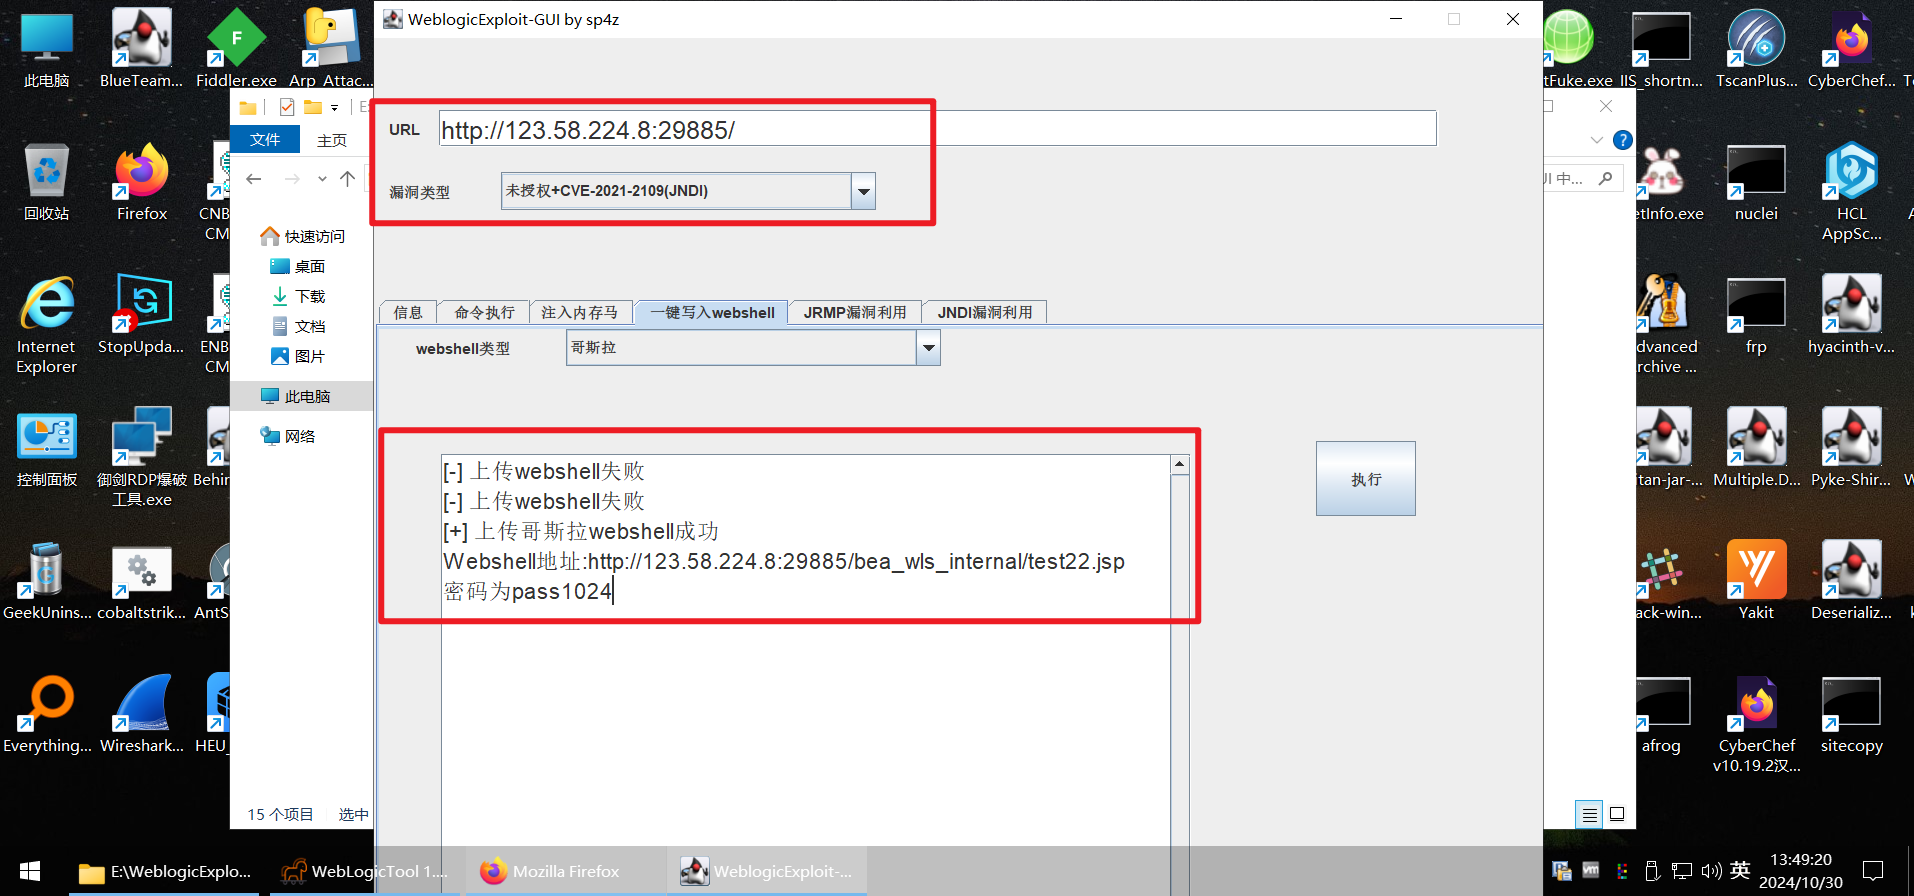 WeblogicExploit-GUI by sp4z
URL
http://123.58.224.8:29885/
漏洞类型
未授权+CVE-2021-2109(JNDI)
信息
命令执行
注入内存马
一键写入webshell
JRMP漏洞利用
JNDI漏洞利用
webshell类型
哥斯拉
[-] 上传webshell失败
[-] 上传webshell失败
[+] 上传哥斯拉webshell成功
Webshell地址:http://123.58.224.8:29885/bea_wls_internal/test22.jsp
密码为pass1024
执行
此电脑
BlueTeam...
Fiddler.exe
Arp_Attac...
回收站
Firefox
CNB
CM
Internet
Explorer
StopUpda...
ENB
CM
控制面板
御剑RDP爆破
工具.exe
Behin
GeekUnins...
cobaltstrik...
AntS
Everything...
Wireshark...
HEU_
文件
主页
快速访问
桌面
下载
文档
图片
此电脑
网络
15 个项目
选中
tFuke.exe
IIS_shortn...
TscanPlus...
CyberChef...
etInfo.exe
nuclei
HCL
AppSc...
dvanced
rchive ...
frp
hyacinth-v...
itan-jar-...
Multiple.D...
Pyke-Shir...
ack-win...
Yakit
Deserializ...
afrog
CyberChef
v10.19.2汉...
sitecopy
E:\WeblogicExplo...
WebLogicTool 1....
Mozilla Firefox
WeblogicExploit-...
英
13:49:20
2024/10/30